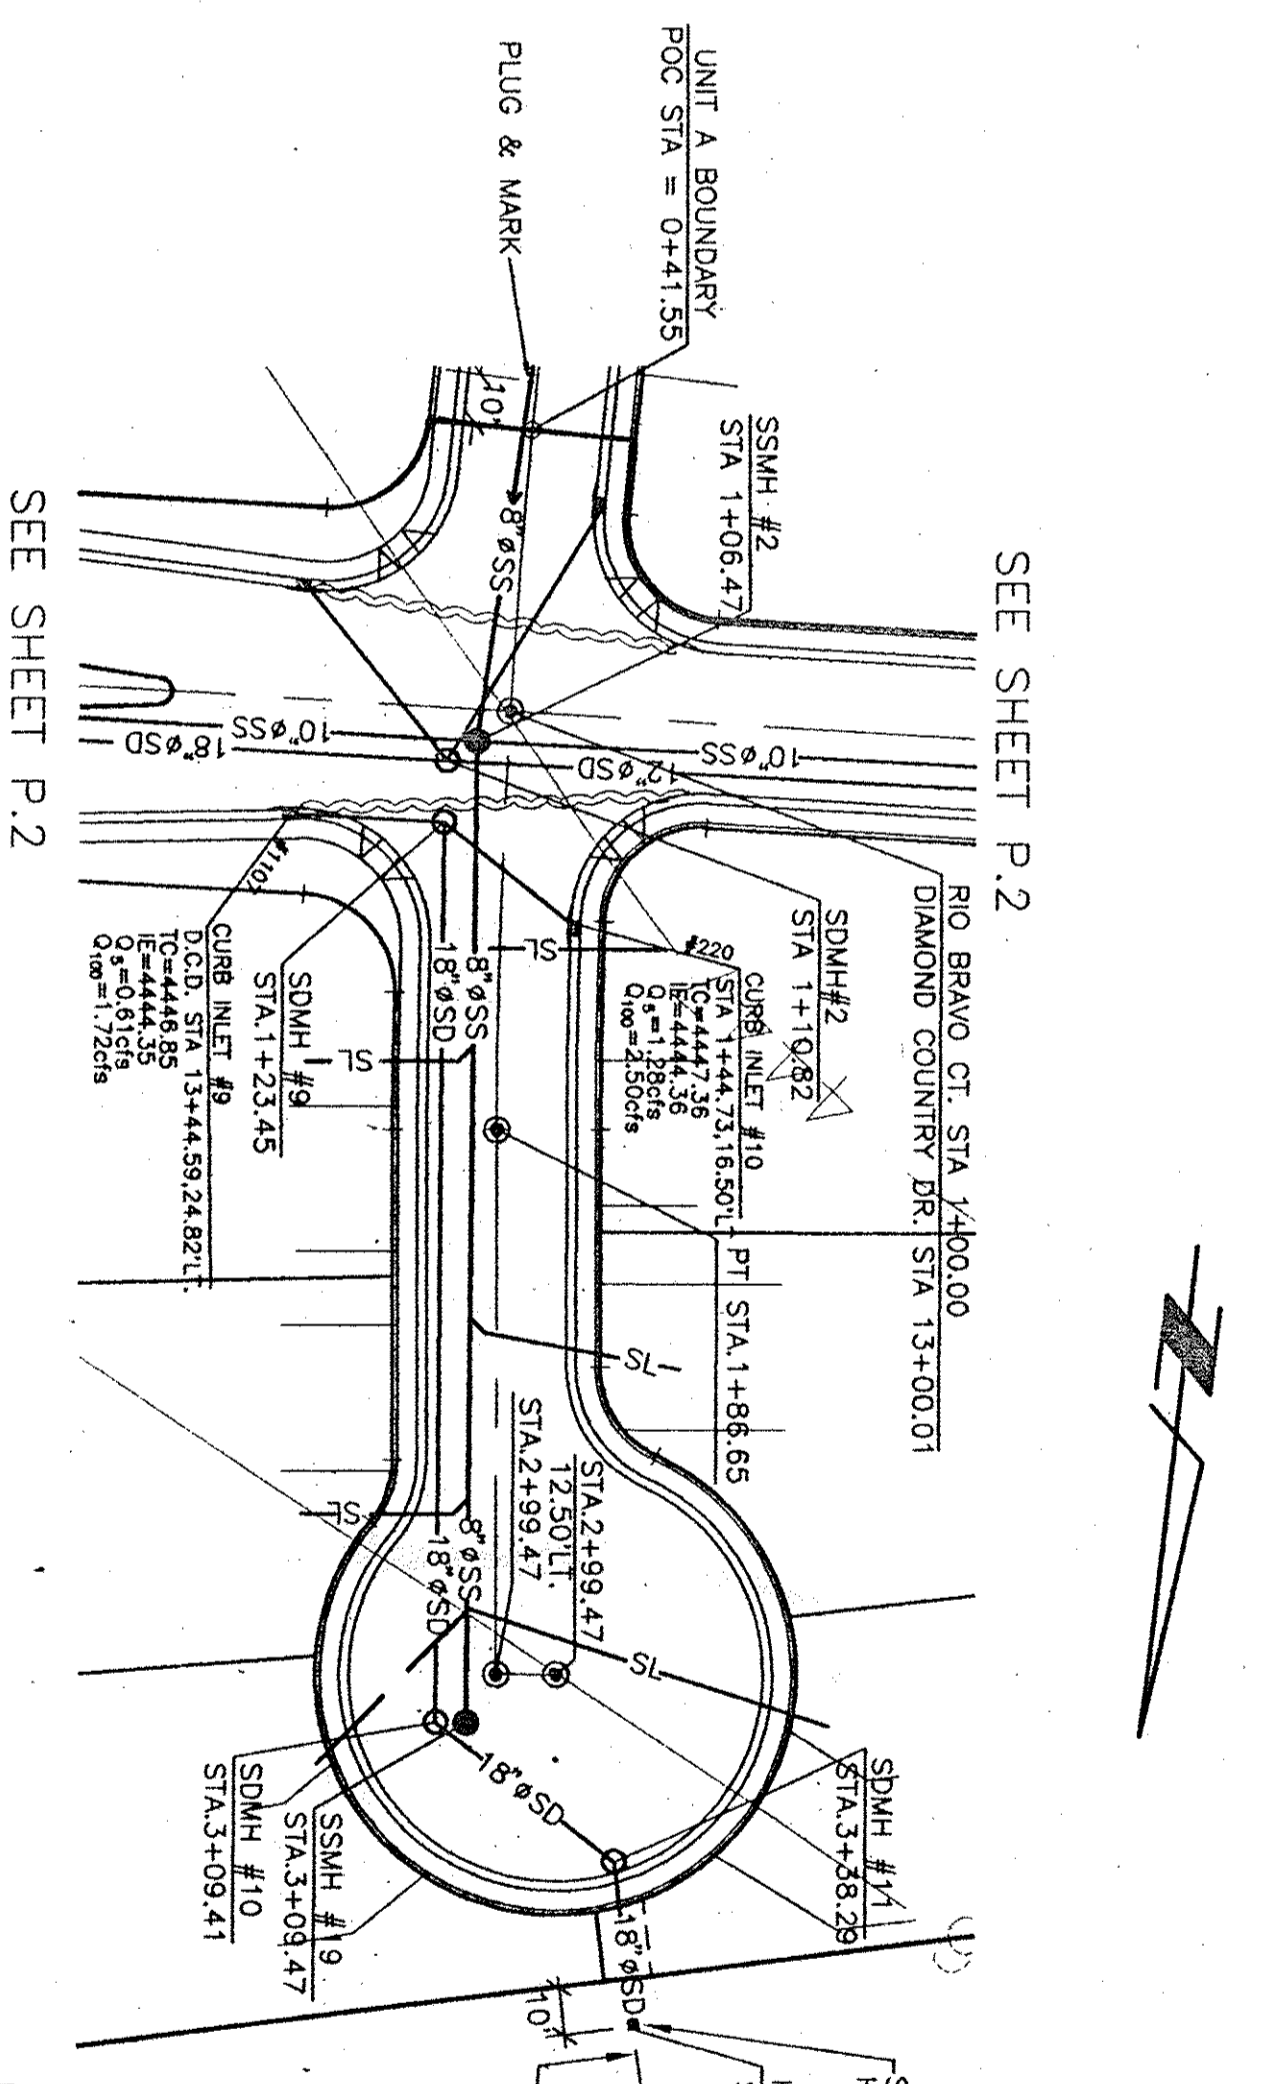 UNIT A BOUNDARY
POC STA = 0+41.55
PLUG & MARK
SSMH #2
STA 1+06.47
SEE SHEET P.2
SEE SHEET P.2
10'
8"øSS
10"øSS
18"øSD
12"øSD
10"øSS
RIO BRAVO CT. STA 1+00.00
DIAMOND COUNTRY DR. STA 13+00.01
SDMH#2
STA 1+10.82
#220
CURB INLET #10
STA 1+44.73,16.50'LT
TC=4447.36
IE=4444.36
Q5=1.28cfs
Q100=2.50cfs
SL
8"øSS
18"øSD
SL
SDMH #9
STA.1+23.45
CURB INLET #9
D.C.D. STA 13+44.59,24.82'LT.
TC=4446.85
IE=4444.35
Q5=0.61cfs
Q100=1.72cfs
PT STA.1+86.65
SL
STA.2+99.47
12.50'LT.
STA.2+99.47
SL
8"øSS
18"øSD
SL
18"øSD
SDMH #11
STA.3+38.29
SSMH #19
STA.3+09.47
SDMH #10
STA.3+09.41
18"øSD
10'